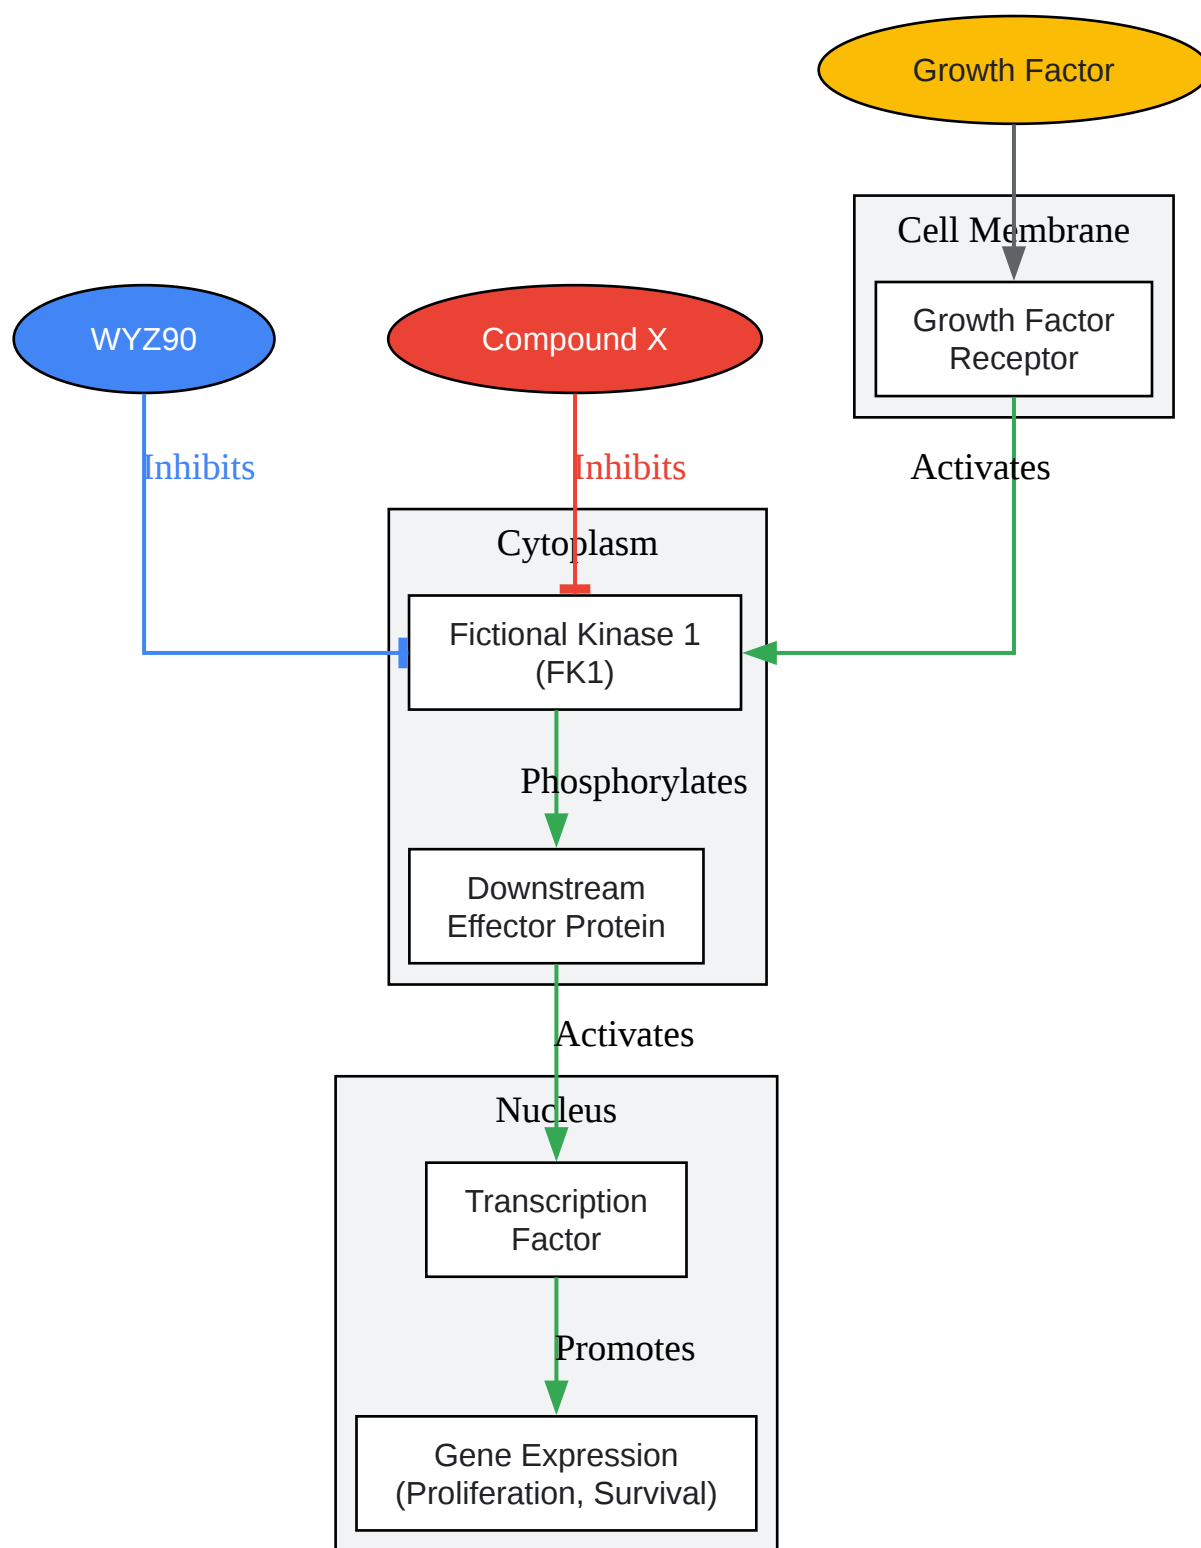 Growth Factor
Cell Membrane
Growth Factor
Receptor
WYZ90
Compound X
Inhibits
Inhibits
Activates
Cytoplasm
Fictional Kinase 1
(FK1)
Phosphorylates
Downstream
Effector Protein
Activates
Nucleus
Transcription
Factor
Promotes
Gene Expression
(Proliferation, Survival)